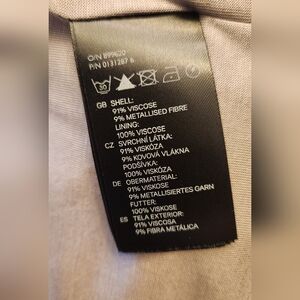 O/N 899620
P/N 0131287 6
30
GB SHELL:
91% VISCOSE
9% METALLISED FIBRE
LINING:
100% VISCOSE
CZ SVRCHNÍ LÁTKA:
91% VISKÓZA
9% KOVOVÁ VLÁKNA
PODŠÍVKA:
100% VISKÓZA
DE OBERMATERIAL:
91% VISKOSE
9% METALLISIERTES GARN
FUTTER:
100% VISKOSE
ES TELA EXTERIOR:
91% VISCOSA
9% FIBRA METÁLICA